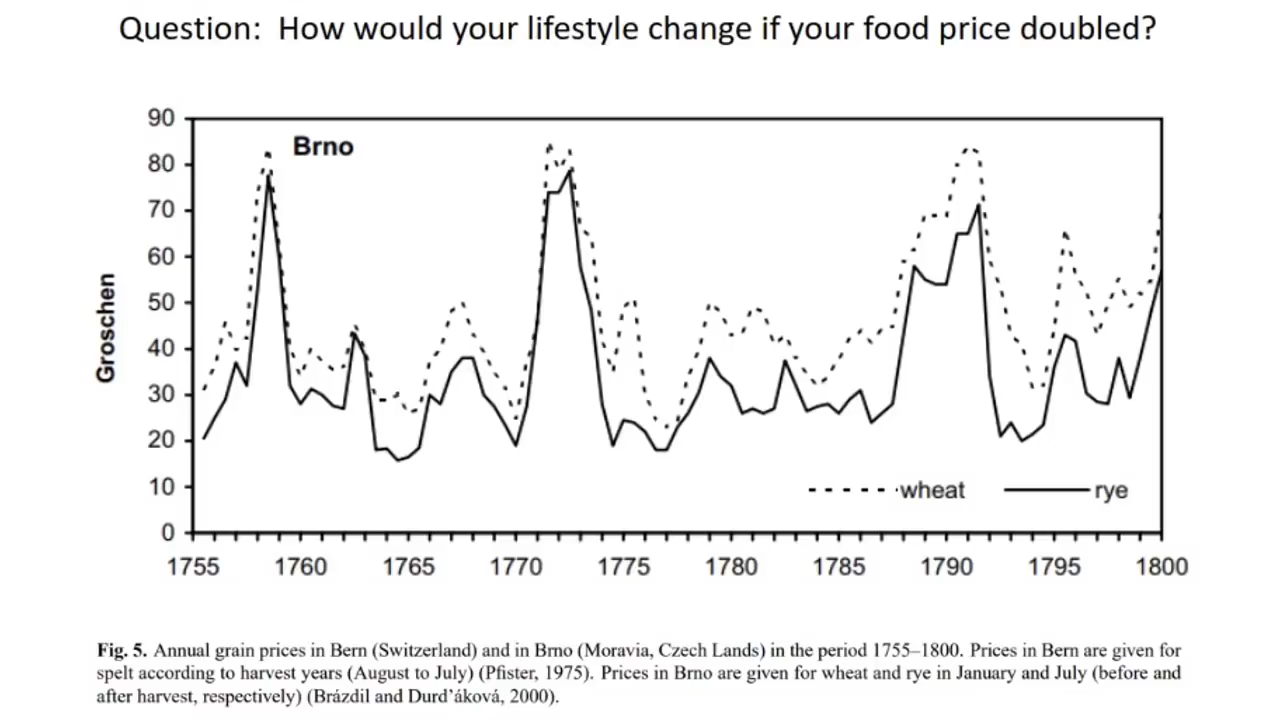 Question: How would your lifestyle change if your food price doubled?
90
80
70
60
50
40
30
20
10
0
Groschen
Brno
wheat
rye
1755 1760 1765 1770 1775 1780 1785 1790 1795 1800
Fig. 5. Annual grain prices in Bern (Switzerland) and in Brno (Moravia, Czech Lands) in the period 1755–1800. Prices in Bern are given for
spelt according to harvest years (August to July) (Pfister, 1975). Prices in Brno are given for wheat and rye in January and July (before and
after harvest, respectively) (Brázdil and Durd’áková, 2000).